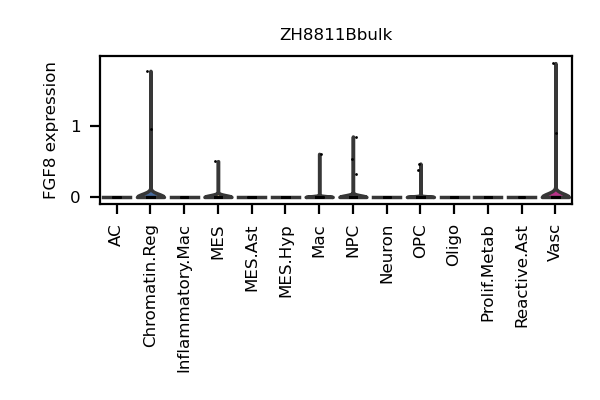 ZH8811Bbulk
FGF8 expression
1
0
AC
Chromatin.Reg
Inflammatory.Mac
MES
MES.Ast
MES.Hyp
Mac
NPC
Neuron
OPC
Oligo
Prolif.Metab
Reactive.Ast
Vasc